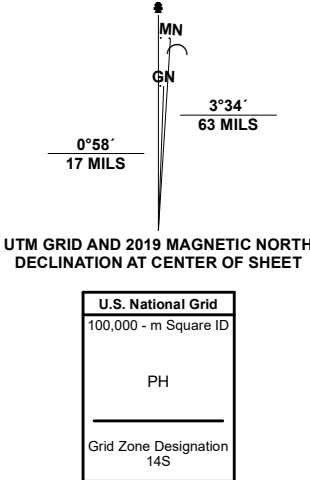 MN
GN
3°34´
63 MILS
0°58´
17 MILS
UTM GRID AND 2019 MAGNETIC NORTH
DECLINATION AT CENTER OF SHEET
U.S. National Grid
100,000 - m Square ID
PH
Grid Zone Designation
14S